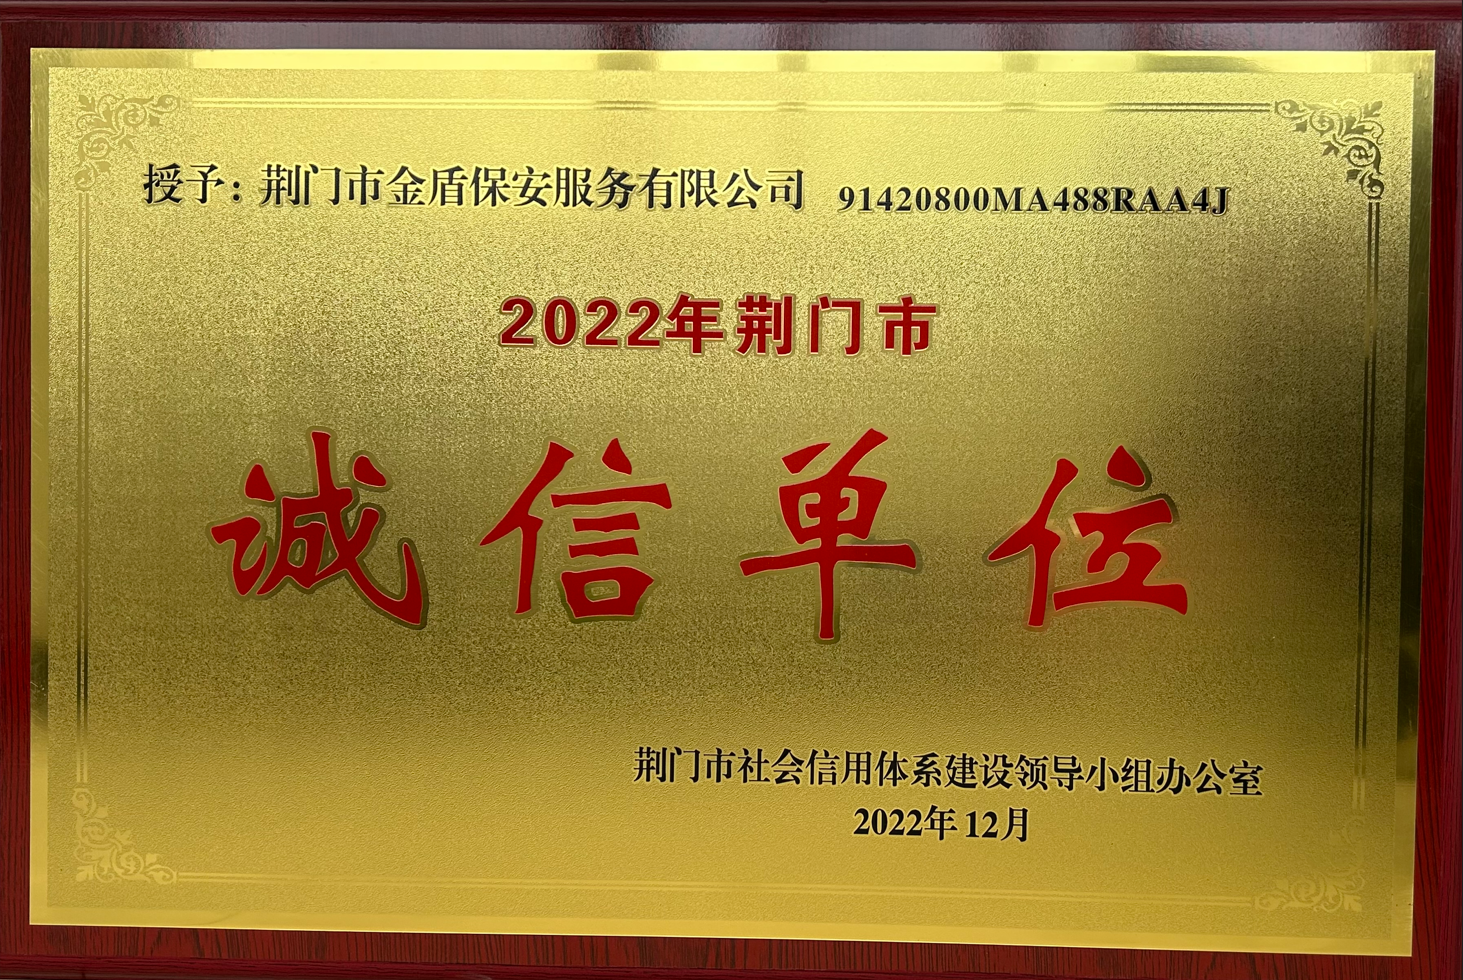 授予：荆门市金盾保安服务有限公司 91420800MA488RAA4J
2022年荆门市
诚信单位
荆门市社会信用体系建设领导小组办公室
2022年12月